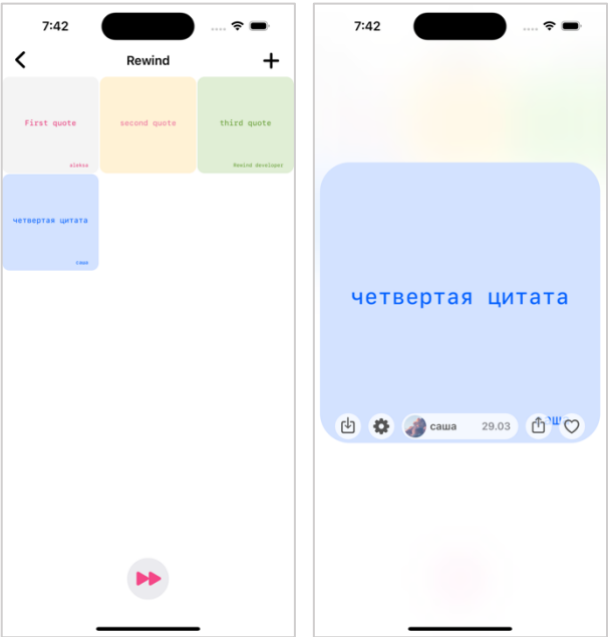 7:42
Rewind
First quote
second quote
third quote
aleksa
Rewind developer
четвертая цитата
саша
7:42
четвертая цитата
саша
29.03